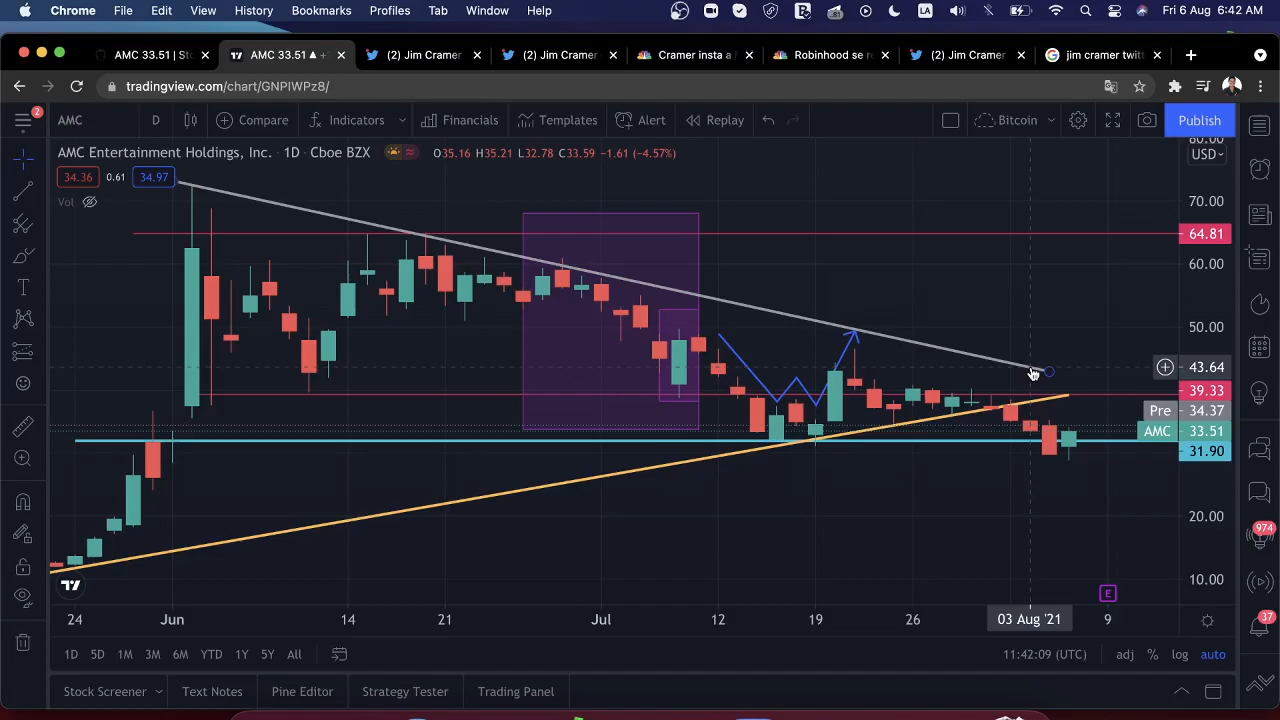 Chrome File Edit View History Bookmarks Profiles Tab Window Help LA Fri 6 Aug 6:42 AM
AMC 33.51 | St AMC 33.51 ▲ + (2) Jim Cramer (2) Jim Cramer Cramer insta a Robinhood se re (2) Jim Cramer jim cramer twitt
tradingview.com/chart/GNPIWPz8/
2 AMC D Compare Indicators Financials Templates Alert Replay Bitcoin Publish
AMC Entertainment Holdings, Inc. · 1D · Cboe BZX O35.16 H35.21 L32.78 C33.59 −1.61 (−4.57%)
80.00
USD
34.36 0.61 34.97
Vol
70.00
64.81
60.00
50.00
43.64
39.33
Pre 34.37
AMC 33.51
31.90
20.00
974
10.00
E
24 Jun 14 21 Jul 12 19 26 03 Aug '21 9
37
1D 5D 1M 3M 6M YTD 1Y 5Y All 11:42:09 (UTC) adj % log auto
Stock Screener Text Notes Pine Editor Strategy Tester Trading Panel